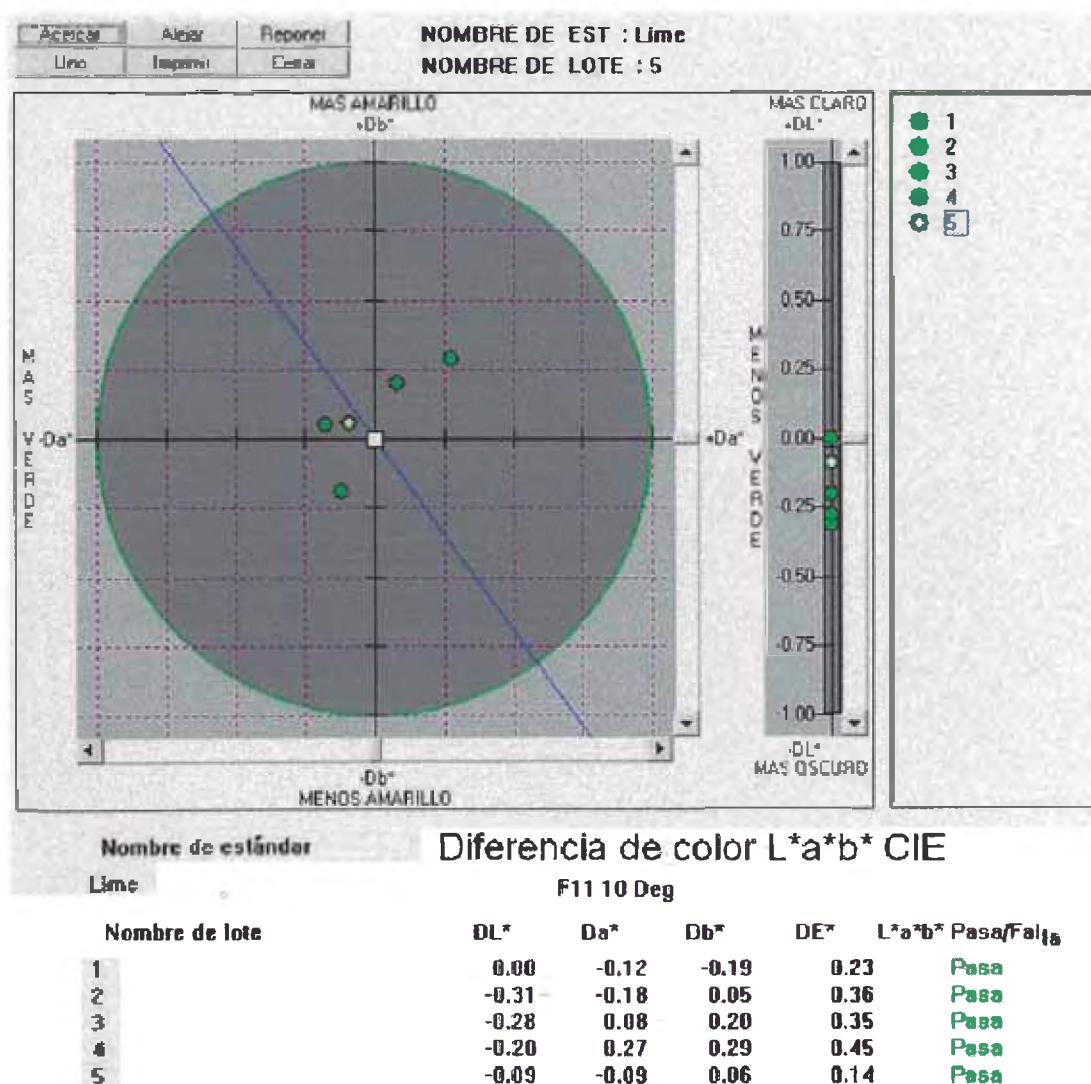 Acercar Alejar Reponer
Uno Imprimir Cerrar
NOMBRE DE EST : Lime
NOMBRE DE LOTE : 5
MAS AMARILLO
+Db*
MAS CLARO
+DL*
1
2
3
4
5
1.00
0.75
0.50
0.25
0.00
-0.25
-0.50
-0.75
-1.00
MAS VERDE
-Da*
+Da*
MENOS VERDE
-Db*
MENOS AMARILLO
-DL*
MAS OSCURO
Nombre de estándar
Diferencia de color L*a*b* CIE
Lime
F11 10 Deg
Nombre de lote DL* Da* Db* DE* L*a*b* Pasa/Falla
1 0.00 -0.12 -0.19 0.23 Pasa
2 -0.31 -0.18 0.05 0.36 Pasa
3 -0.28 0.08 0.20 0.35 Pasa
4 -0.20 0.27 0.29 0.45 Pasa
5 -0.09 -0.09 0.06 0.14 Pasa